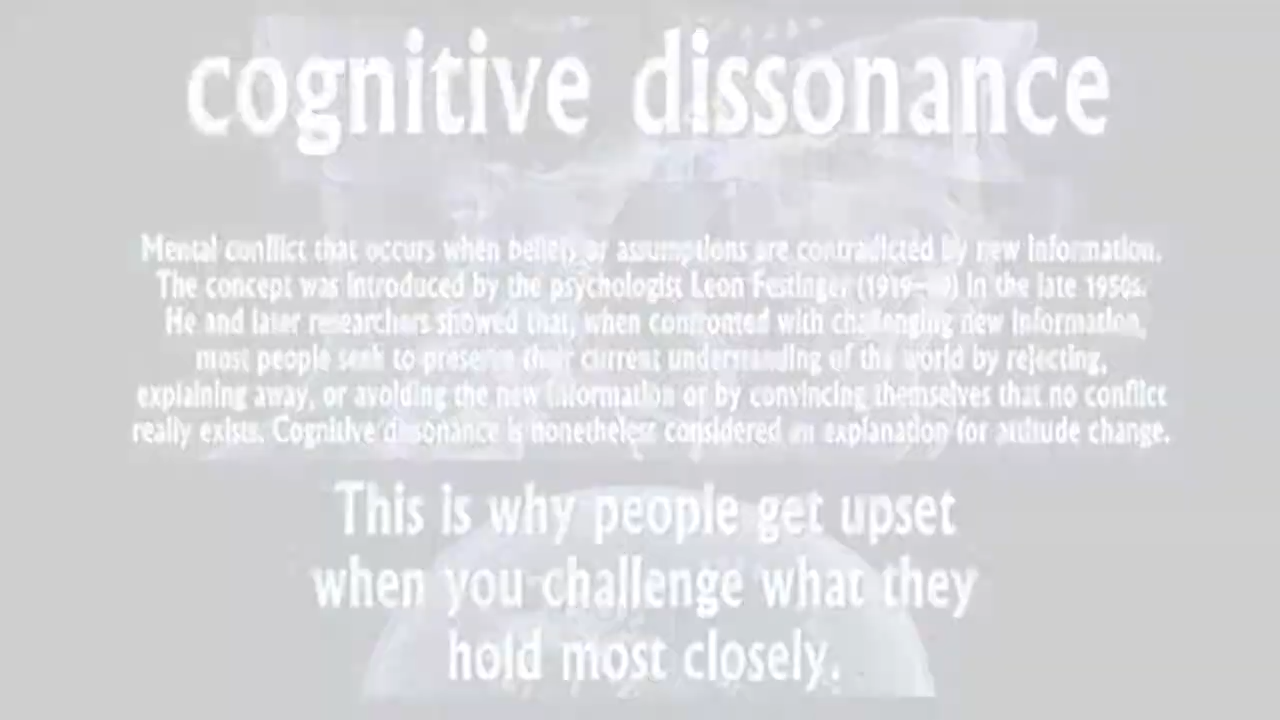 cognitive dissonance
Mental conflict that occurs when beliefs or assumptions are contradicted by new information.
The concept was introduced by the psychologist Leon Festinger (1919– ) in the late 1950s.
He and later researchers showed that, when confronted with challenging new information,
most people seek to preserve their current understanding of the world by rejecting,
explaining away, or avoiding the new information or by convincing themselves that no conflict
really exists. Cognitive dissonance is nonetheless considered an explanation for attitude change.
This is why people get upset
when you challenge what they
hold most closely.